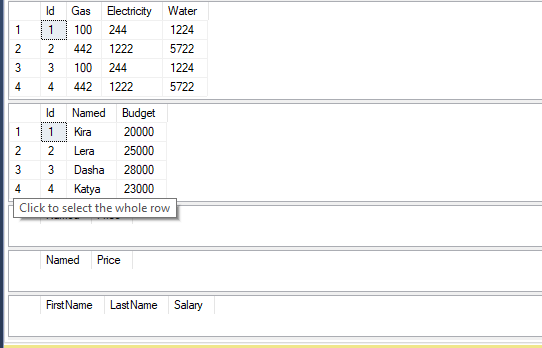 Id Gas Electricity Water
1 1 100 244 1224
2 2 442 1222 5722
3 3 100 244 1224
4 4 442 1222 5722
Id Named Budget
1 1 Kira 20000
2 2 Lera 25000
3 3 Dasha 28000
4 4 Katya 23000
Click to select the whole row
Named Price
FirstName LastName Salary